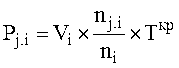 Pj.i = Vi × nj.i / ni × Tкр